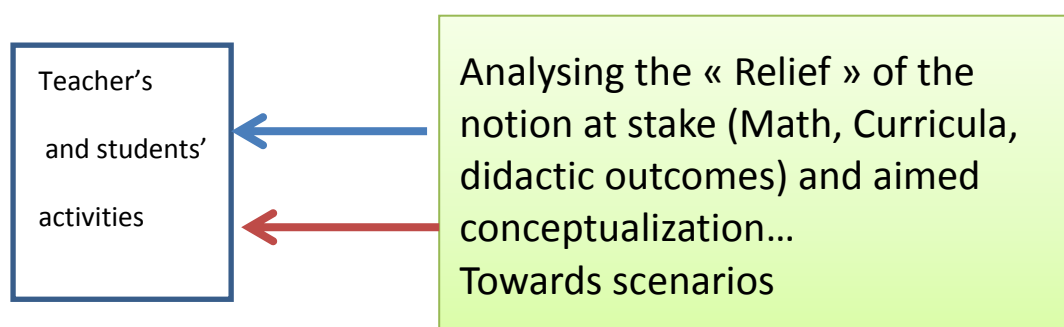 Teacher’s
and students’
activities
Analysing the « Relief » of the
notion at stake (Math, Curricula,
didactic outcomes) and aimed
conceptualization…
Towards scenarios